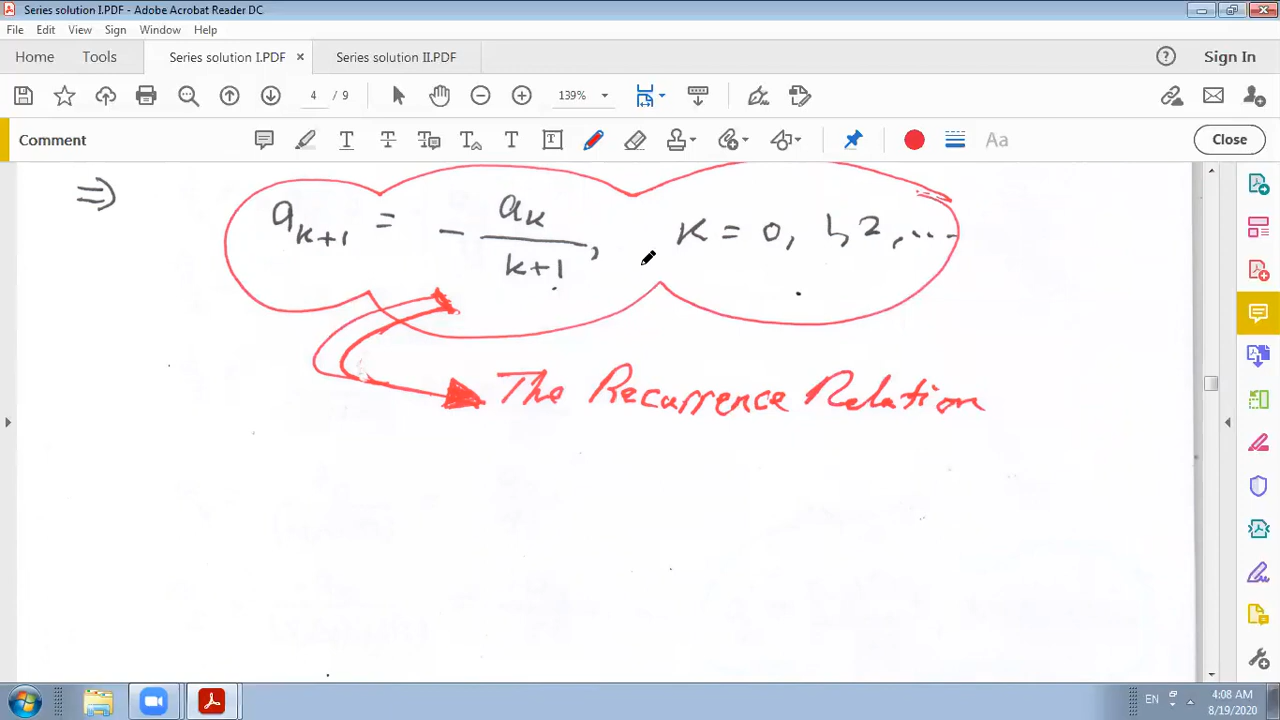 Series solution I.PDF - Adobe Acrobat Reader DC
File Edit View Sign Window Help
Home Tools Series solution I.PDF × Series solution II.PDF Sign In
4 / 9 139%
Comment Aa Close
⇒ a_{k+1} = - a_k / (k+1), k = 0, 1, 2, ...
The Recurrence Relation
EN 4:08 AM
8/19/2020